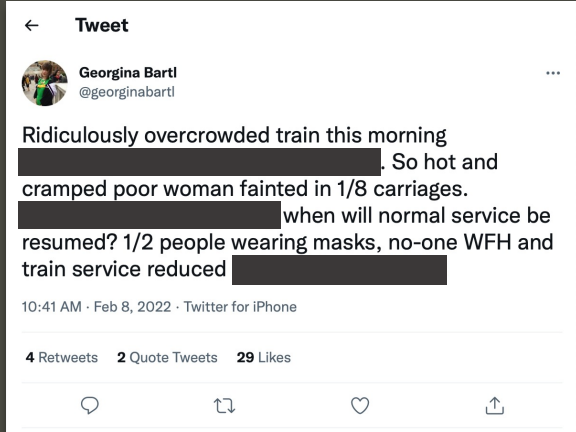 Tweet
Georgina Bartl
@georginabartl
Ridiculously overcrowded train this morning
. So hot and
cramped poor woman fainted in 1/8 carriages.
when will normal service be
resumed? 1/2 people wearing masks, no-one WFH and
train service reduced
10:41 AM · Feb 8, 2022 · Twitter for iPhone
4 Retweets 2 Quote Tweets 29 Likes